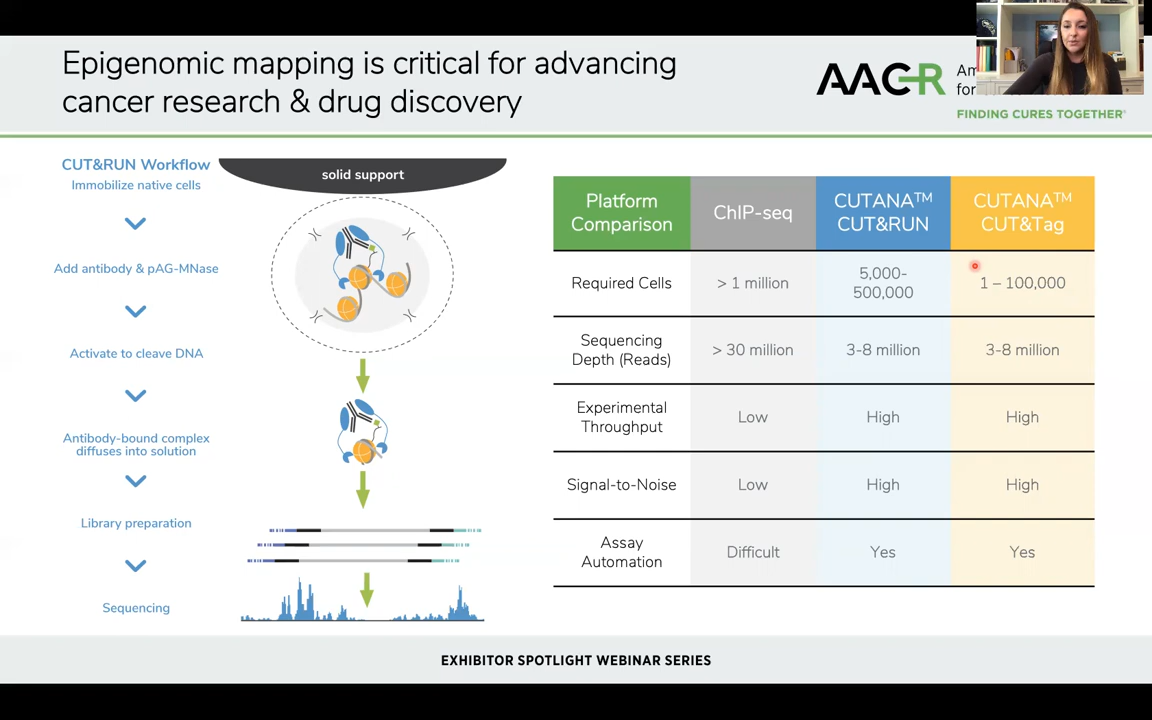 Epigenomic mapping is critical for advancing
cancer research & drug discovery
AACR
Am
for
FINDING CURES TOGETHER®
CUT&RUN Workflow
Immobilize native cells
Add antibody & pAG-MNase
Activate to cleave DNA
Antibody-bound complex
diffuses into solution
Library preparation
Sequencing
solid support
Platform
Comparison
ChIP-seq
CUTANA™
CUT&RUN
CUTANA™
CUT&Tag
Required Cells
> 1 million
5,000-
500,000
1 – 100,000
Sequencing
Depth (Reads)
> 30 million
3-8 million
3-8 million
Experimental
Throughput
Low
High
High
Signal-to-Noise
Low
High
High
Assay
Automation
Difficult
Yes
Yes
EXHIBITOR SPOTLIGHT WEBINAR SERIES